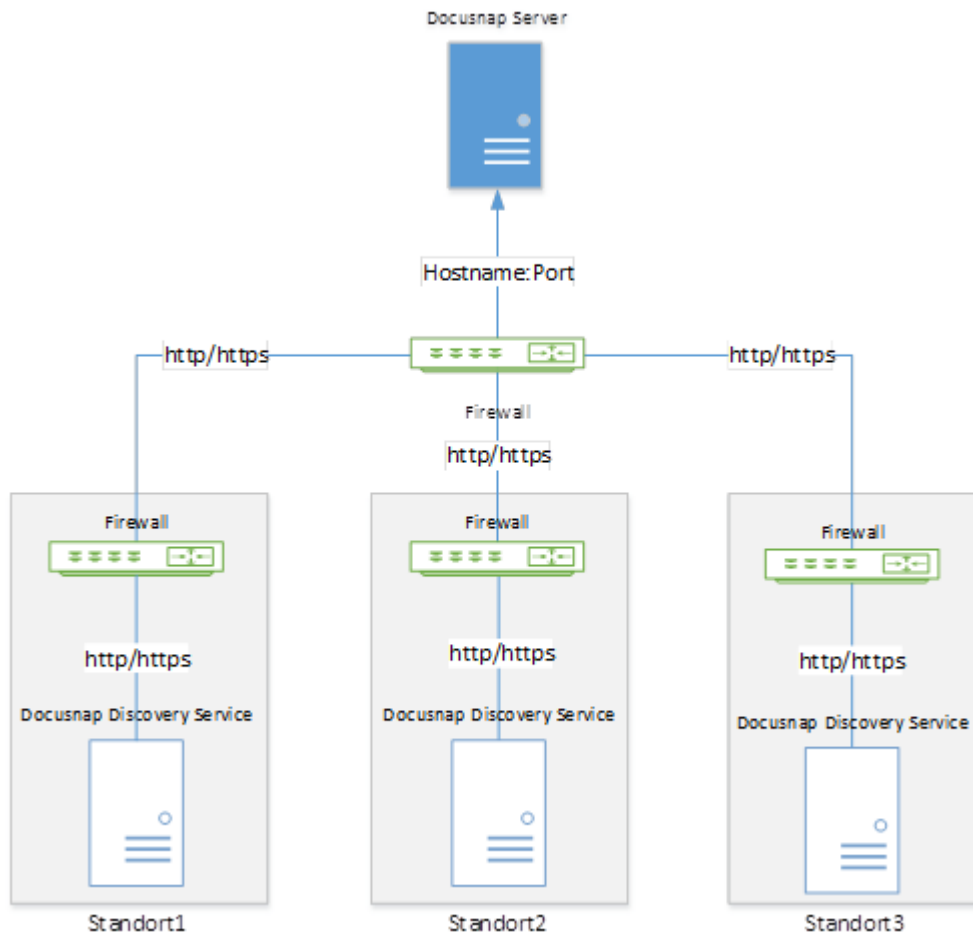 Docusnap Server
Hostname:Port
http/https
http/https
Firewall
http/https
Firewall
Firewall
Firewall
http/https
http/https
http/https
Docusnap Discovery Service
Docusnap Discovery Service
Docusnap Discovery Service
Standort1
Standort2
Standort3